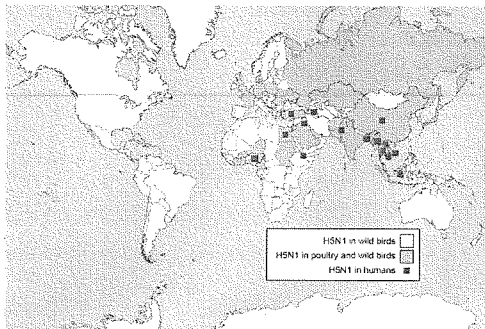 H5N1 in wild birds
H5N1 in poultry and wild birds
H5N1 in humans